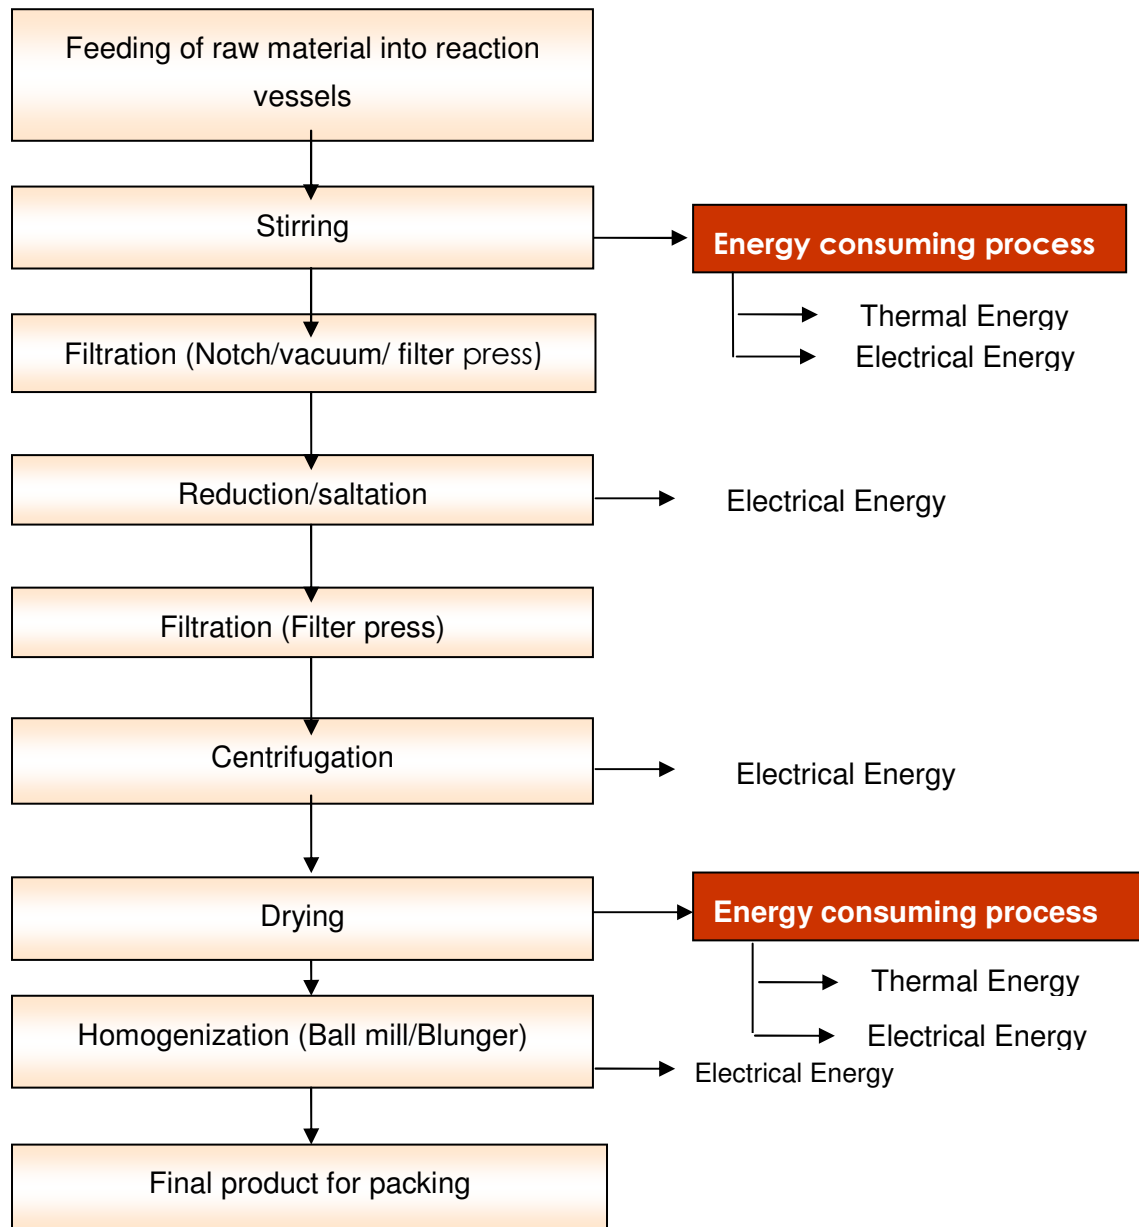 Feeding of raw material into reaction
vessels
Stirring
Energy consuming process
Thermal Energy
Filtration (Notch/vacuum/ filter press)
Electrical Energy
Reduction/saltation
Electrical Energy
Filtration (Filter press)
Centrifugation
Electrical Energy
Drying
Energy consuming process
Thermal Energy
Homogenization (Ball mill/Blunger)
Electrical Energy
Electrical Energy
Final product for packing